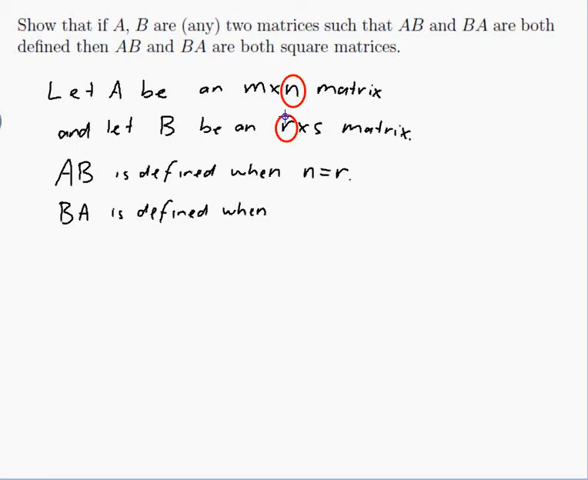 Show that if A, B are (any) two matrices such that AB and BA are both
defined then AB and BA are both square matrices.
Let A be an m×n matrix
and let B be an r×s matrix.
AB is defined when n=r.
BA is defined when